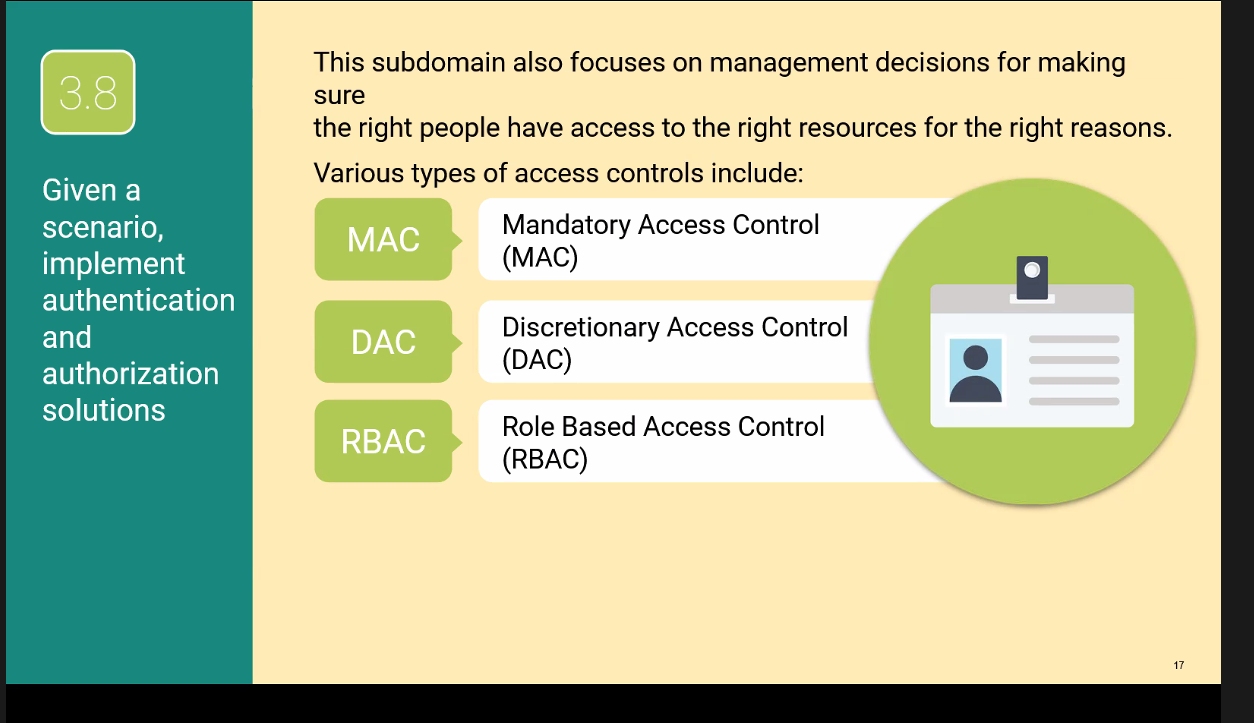 3.8
Given a
scenario,
implement
authentication
and
authorization
solutions
This subdomain also focuses on management decisions for making
sure
the right people have access to the right resources for the right reasons.
Various types of access controls include:
MAC
Mandatory Access Control
(MAC)
DAC
Discretionary Access Control
(DAC)
RBAC
Role Based Access Control
(RBAC)
17